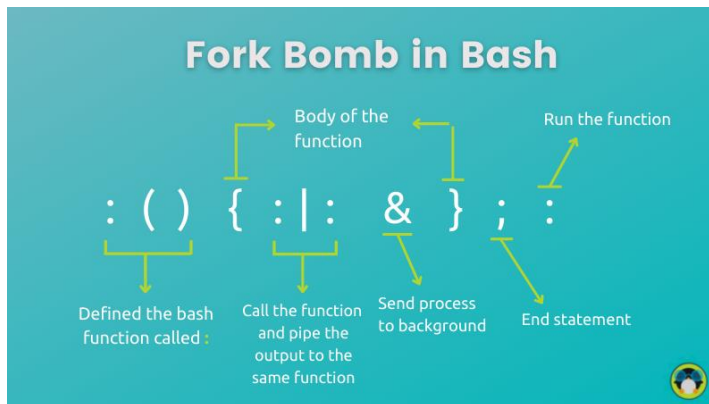 Fork Bomb in Bash
Body of the
function
Run the function
:() { :|: & } ; :
Defined the bash
function called :
Call the function
and pipe the
output to the
same function
Send process
to background
End statement